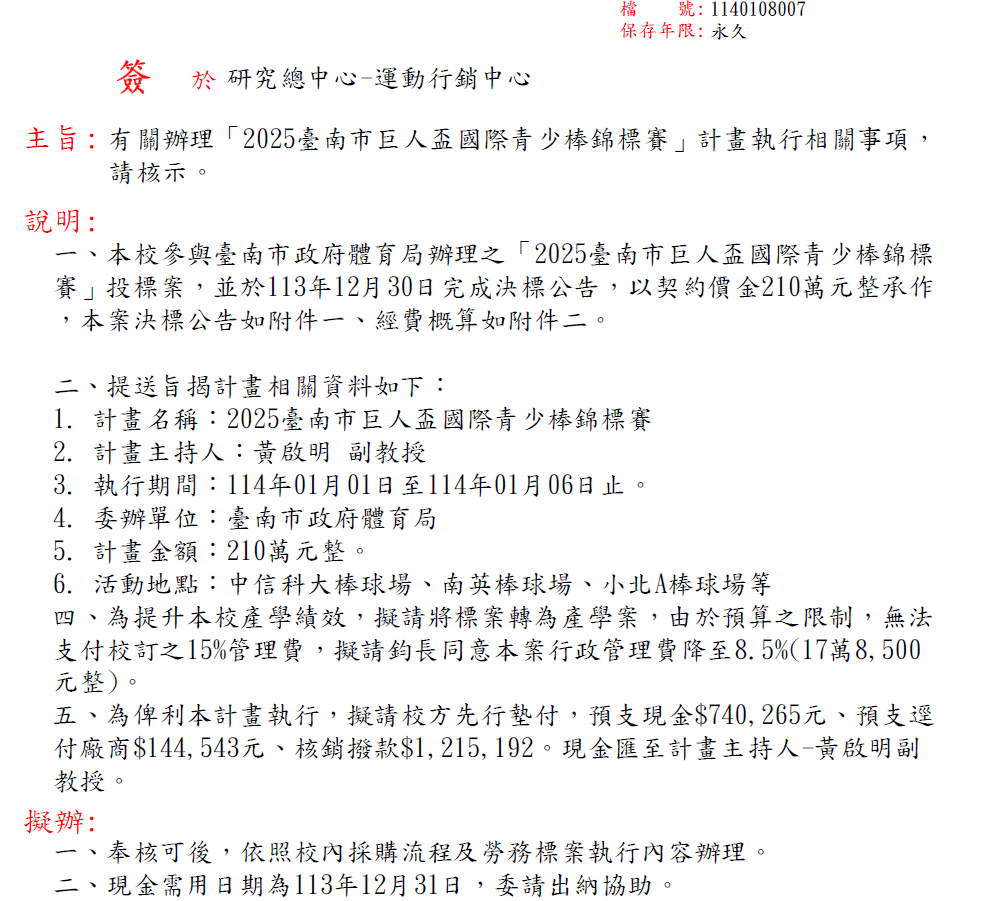 檔　　號: 1140108007
保存年限: 永久
簽　於 研究總中心-運動行銷中心
主旨: 有關辦理「2025臺南市巨人盃國際青少棒錦標賽」計畫執行相關事項，
請核示。
說明:
一、本校參與臺南市政府體育局辦理之「2025臺南市巨人盃國際青少棒錦標
賽」投標案，並於113年12月30日完成決標公告，以契約價金210萬元整承作
，本案決標公告如附件一、經費概算如附件二。
二、提送旨揭計畫相關資料如下：
1. 計畫名稱：2025臺南市巨人盃國際青少棒錦標賽
2. 計畫主持人：黃啟明 副教授
3. 執行期間：114年01月01日至114年01月06日止。
4. 委辦單位：臺南市政府體育局
5. 計畫金額：210萬元整。
6. 活動地點：中信科大棒球場、南英棒球場、小北A棒球場等
四、為提升本校產學績效，擬請將標案轉為產學案，由於預算之限制，無法
支付校訂之15%管理費，擬請鈞長同意本案行政管理費降至8.5%(17萬8,500
元整)。
五、為俾利本計畫執行，擬請校方先行墊付，預支現金$740,265元、預支逕
付廠商$144,543元、核銷撥款$1,215,192。現金匯至計畫主持人-黃啟明副
教授。
擬辦:
一、奉核可後，依照校內採購流程及勞務標案執行內容辦理。
二、現金需用日期為113年12月31日，委請出納協助。